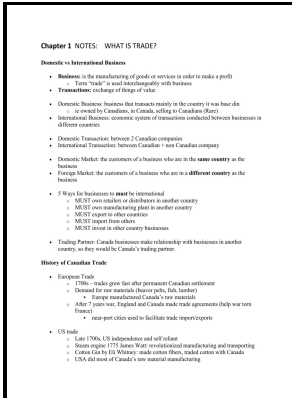 Chapter 1 NOTES: WHAT IS TRADE?
Domestic vs International Business
• Business: is the manufacturing of goods or services in order to make a profit
o Term "trade" is used interchangeably with business
• Transactions: exchange of things of value
• Domestic Business: business that transacts mainly in the country it was base din
o ie owned by Canadians, in Canada, selling to Canadians (Rare)
• International Business: economic system of transactions conducted between businesses in
different countries
• Domestic Transaction: between 2 Canadian companies
• International Transaction: between Canadian + non Canadian company
• Domestic Market: the customers of a business who are in the same country as the
business
• Foreign Market: the customers of a business who are in a different country as the
business
• 5 Ways for businesses to must be international
o MUST own retailers or distributors in another country
o MUST own manufacturing plant in another country
o MUST export to other countries
o MUST import from others
o MUST invest in other country businesses
• Trading Partner: Canada businesses make relationship with businesses in another
country, so they would be Canada's trading partner.
History of Canadian Trade
• European Trade
o 1700s – trades grew fast after permanent Canadian settlement
o Demand for raw materials (beaver pelts, fish, lumber)
• Europe manufactured Canada's raw materials
o After 7 years war, England and Canada made trade agreements (help war torn
France)
• near-port cities used to facilitate trade import/exports
• US trade
o Late 1700s, US independence and self reliant
o Steam engine 1775 James Watt: revolutionized manufacturing and transporting
o Cotton Gin by Eli Whitney: made cotton fibers, traded cotton with Canada
o USA did most of Canada's raw material manufacturing